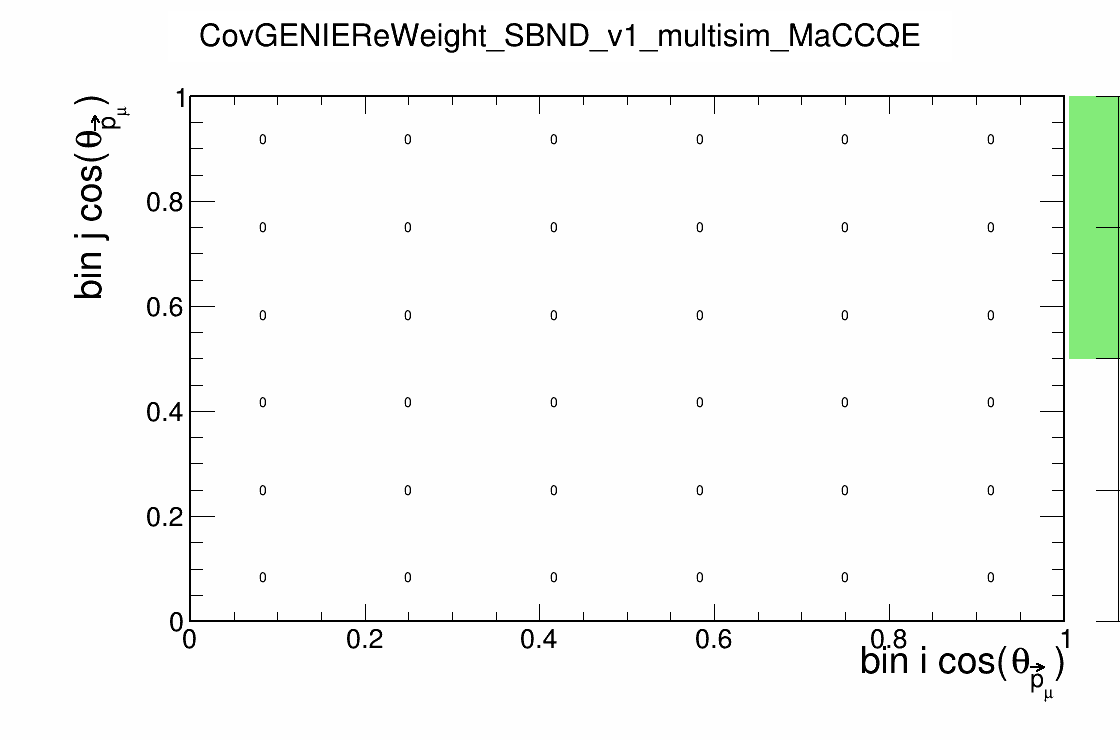 CovGENIEReWeight_SBND_v1_multisim_MaCCQE
bin j cos(θp⃗μ)
1
0 0 0 0 0 0
0.8
0 0 0 0 0 0
0.6
0 0 0 0 0 0
0.4
0 0 0 0 0 0
0.2
0 0 0 0 0 0
0 0 0 0 0 0
0
0 0.2 0.4 0.6 0.8 1
bin i cos(θp⃗μ)